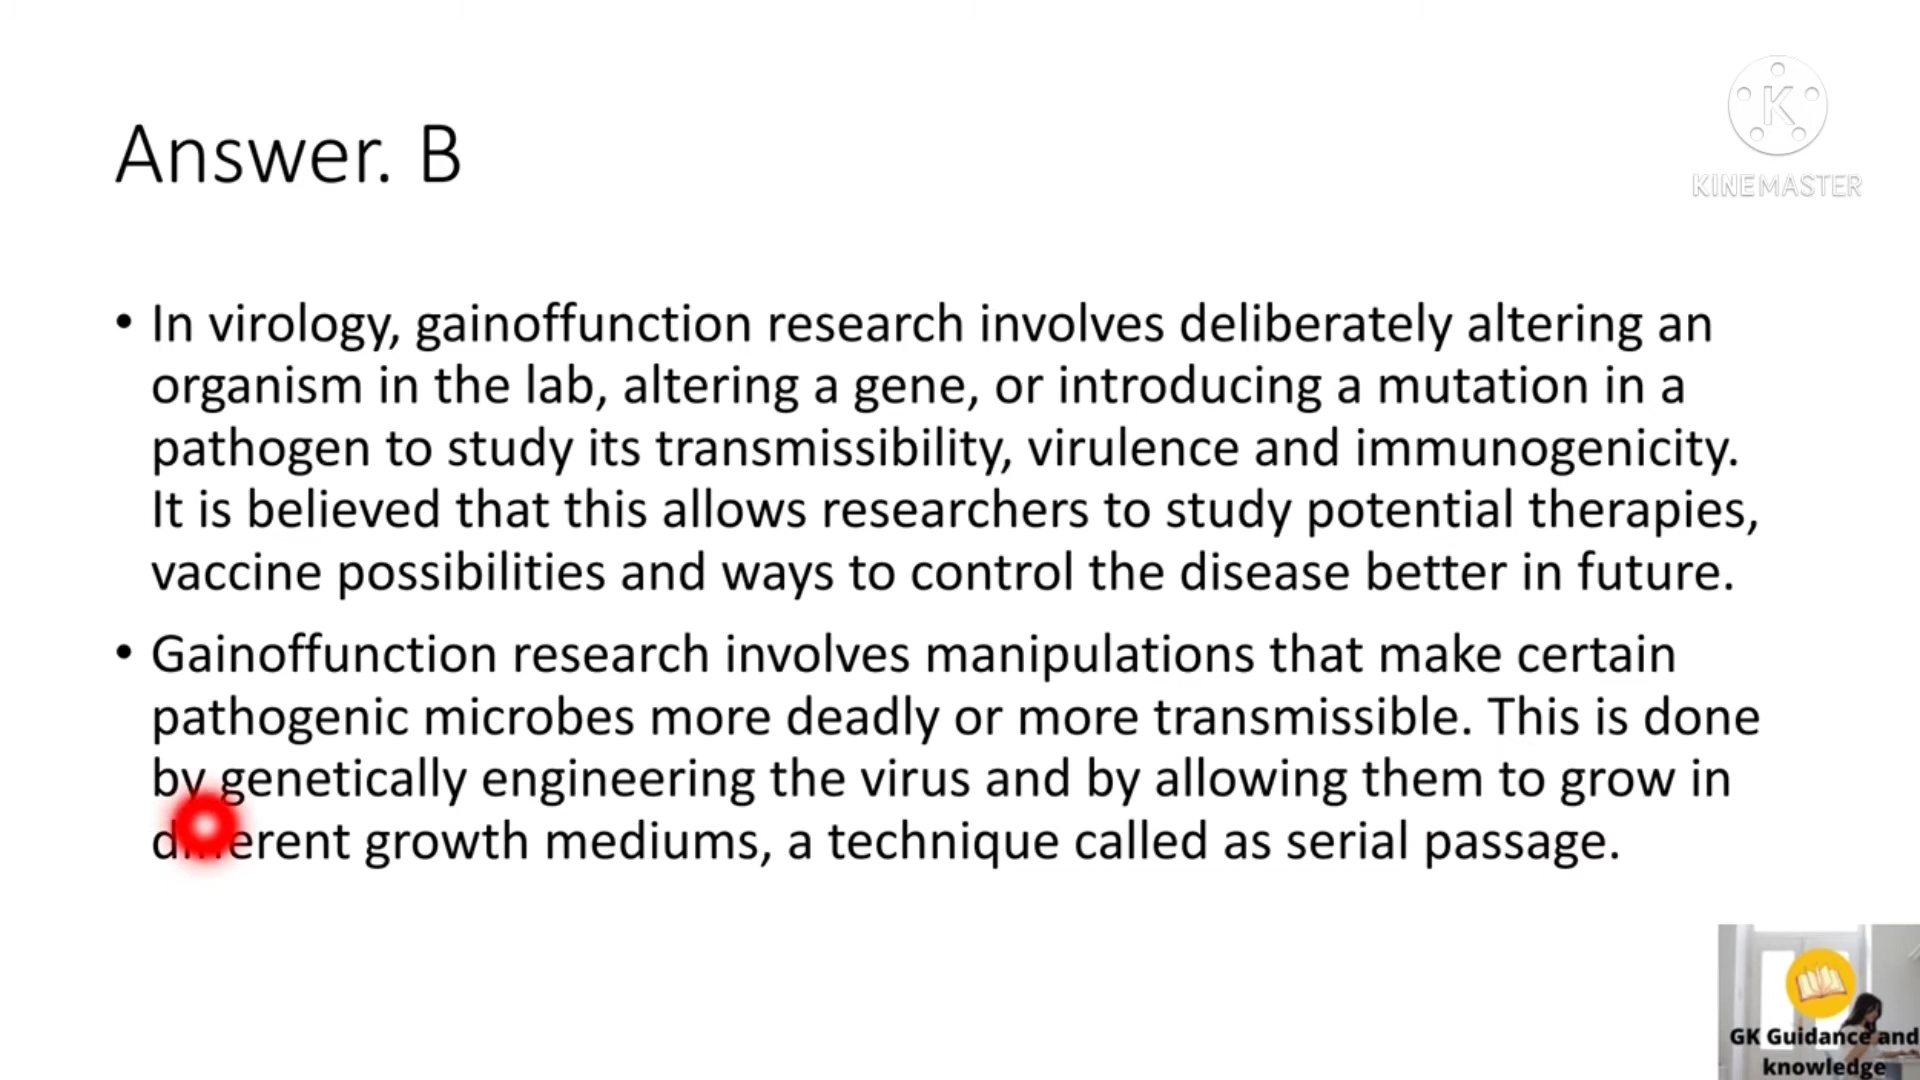 Answer. B
K
KINEMASTER
• In virology, gainoffunction research involves deliberately altering an
organism in the lab, altering a gene, or introducing a mutation in a
pathogen to study its transmissibility, virulence and immunogenicity.
It is believed that this allows researchers to study potential therapies,
vaccine possibilities and ways to control the disease better in future.
• Gainoffunction research involves manipulations that make certain
pathogenic microbes more deadly or more transmissible. This is done
by genetically engineering the virus and by allowing them to grow in
different growth mediums, a technique called as serial passage.
GK Guidance and
knowledge